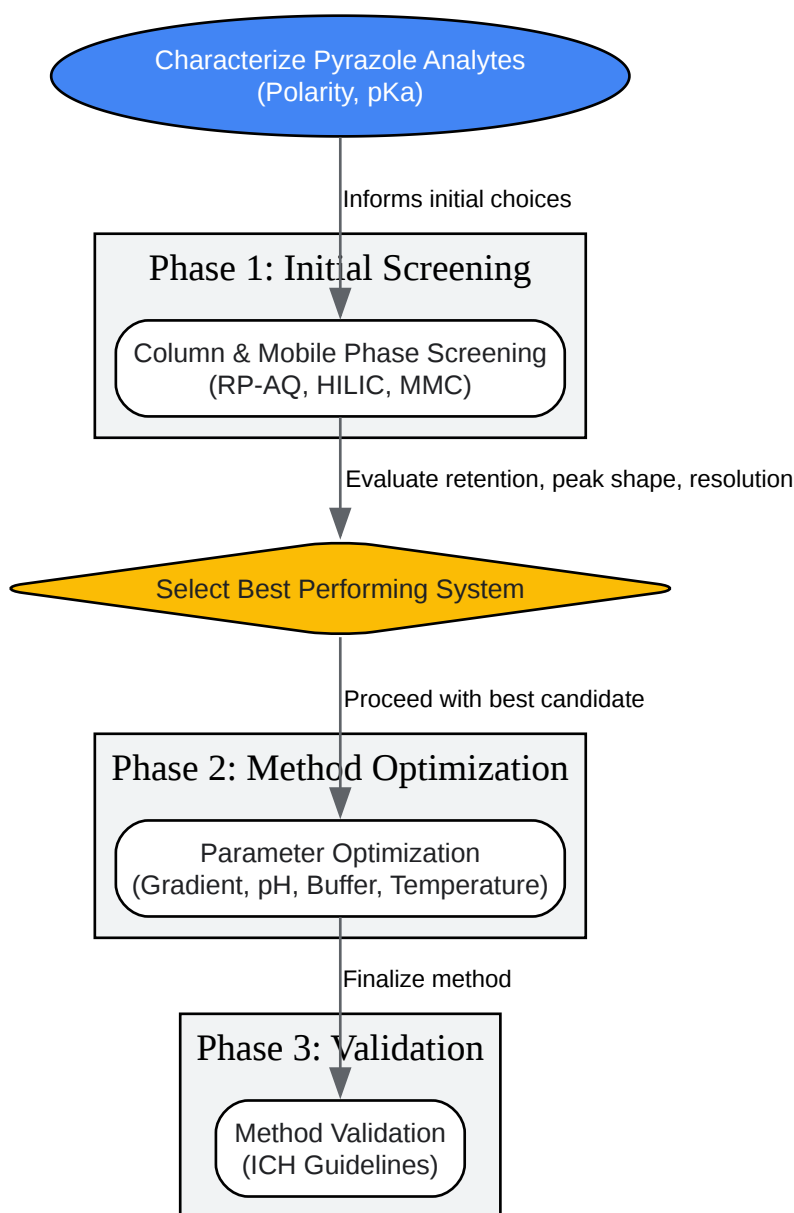 Characterize Pyrazole Analytes
(Polarity, pKa)
Informs initial choices
Phase 1: Initial Screening
Column & Mobile Phase Screening
(RP-AQ, HILIC, MMC)
Evaluate retention, peak shape, resolution
Select Best Performing System
Proceed with best candidate
Phase 2: Method Optimization
Parameter Optimization
(Gradient, pH, Buffer, Temperature)
Finalize method
Phase 3: Validation
Method Validation
(ICH Guidelines)